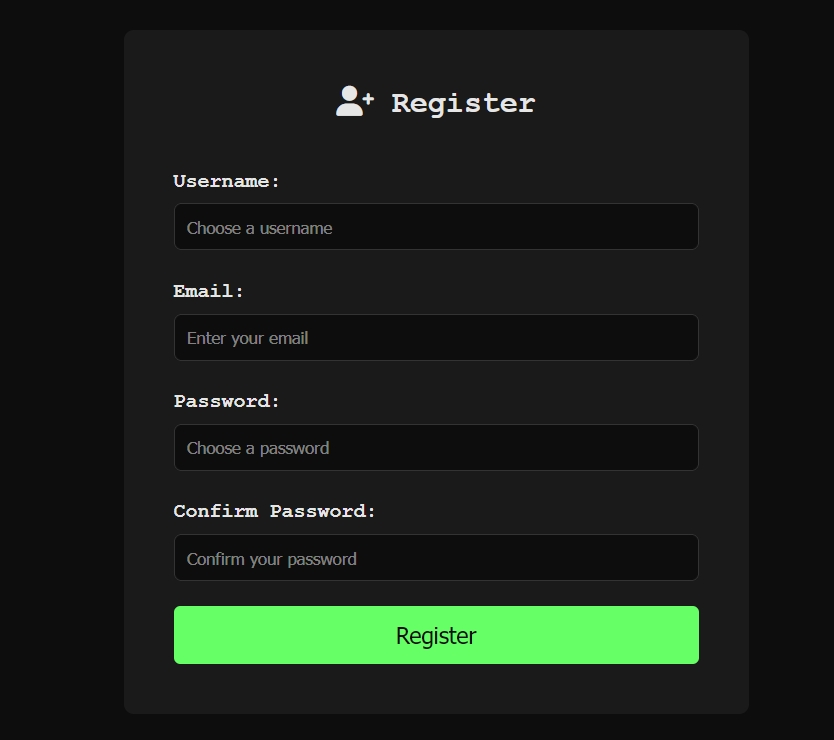 Register
Username:
Choose a username
Email:
Enter your email
Password:
Choose a password
Confirm Password:
Confirm your password
Register